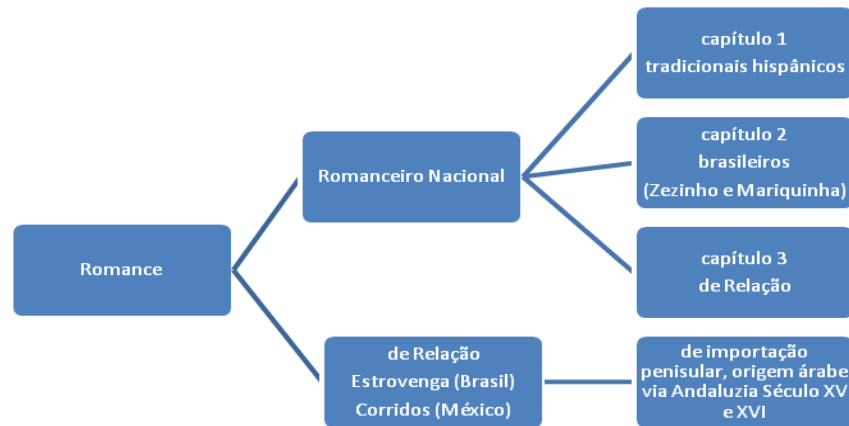 Romance
Romanceiro Nacional
capítulo 1
tradicionais hispânicos
capítulo 2
brasileiros
(Zezinho e Mariquinha)
capítulo 3
de Relação
de Relação
Estrovenga (Brasil)
Corridos (México)
de importação
penisular, origem árabe
via Andaluzia Século XV
e XVI